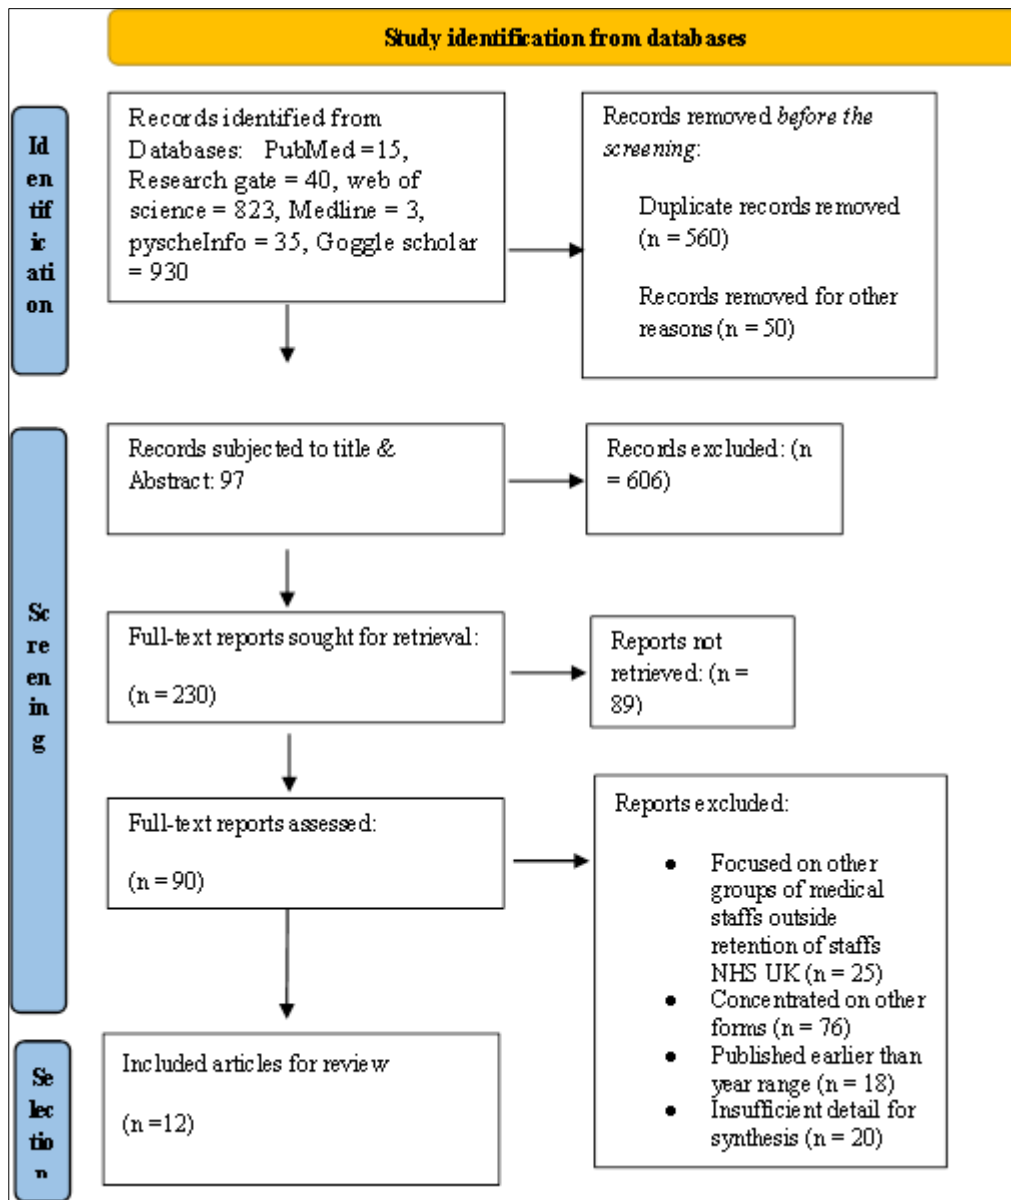 Study identification from databases
Id
en
tif
ic
ati
on
Records identified from
Databases: PubMed =15,
Research gate = 40, web of
science = 823, Medline = 3,
pyscheInfo = 35, Goggle scholar
= 930
Records removed before the
screening:
Duplicate records removed
(n = 560)
Records removed for other
reasons (n = 50)
Sc
re
en
in
g
Records subjected to title &
Abstract: 97
Records excluded: (n
= 606)
Full-text reports sought for retrieval:
(n = 230)
Reports not
retrieved: (n =
89)
Full-text reports assessed:
(n = 90)
Reports excluded:
● Focused on other
groups of medical
staffs outside
retention of staffs
NHS UK (n = 25)
● Concentrated on other
forms (n = 76)
● Published earlier than
year range (n = 18)
● Insufficient detail for
synthesis (n = 20)
Se
lec
tio
n
Included articles for review
(n =12)